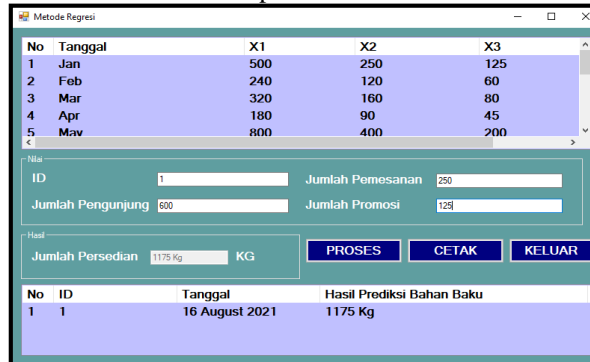 Metode Regresi
No Tanggal X1 X2 X3
1 Jan 500 250 125
2 Feb 240 120 60
3 Mar 320 160 80
4 Apr 180 90 45
5 May 800 400 200
Nilai
ID 1 Jumlah Pemesanan 250
Jumlah Pengunjung 600 Jumlah Promosi 125
Hasil
Jumlah Persedian 1175 Kg KG PROSES CETAK KELUAR
No ID Tanggal Hasil Prediksi Bahan Baku
1 1 16 August 2021 1175 Kg